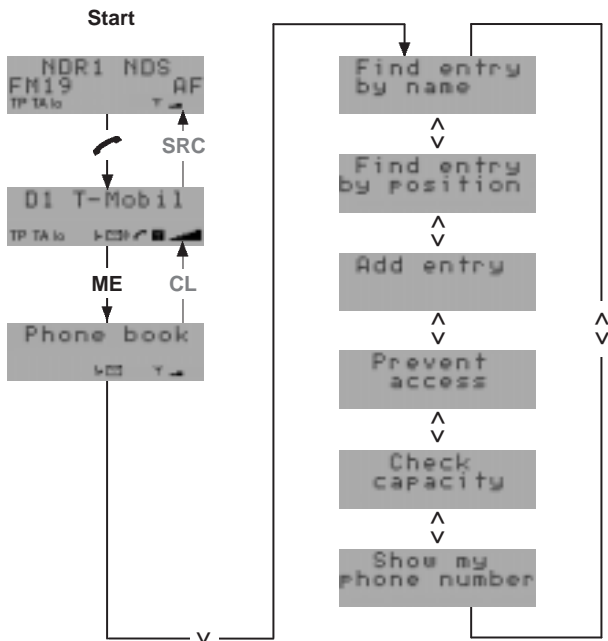 Start
NDR1 NDS
FM19 AF
TP TA lo
SRC
D1 T-Mobil
TP TA lo
ME CL
Phone book
Find entry
by name
Find entry
by position
Add entry
Prevent
access
Check
capacity
Show my
phone number